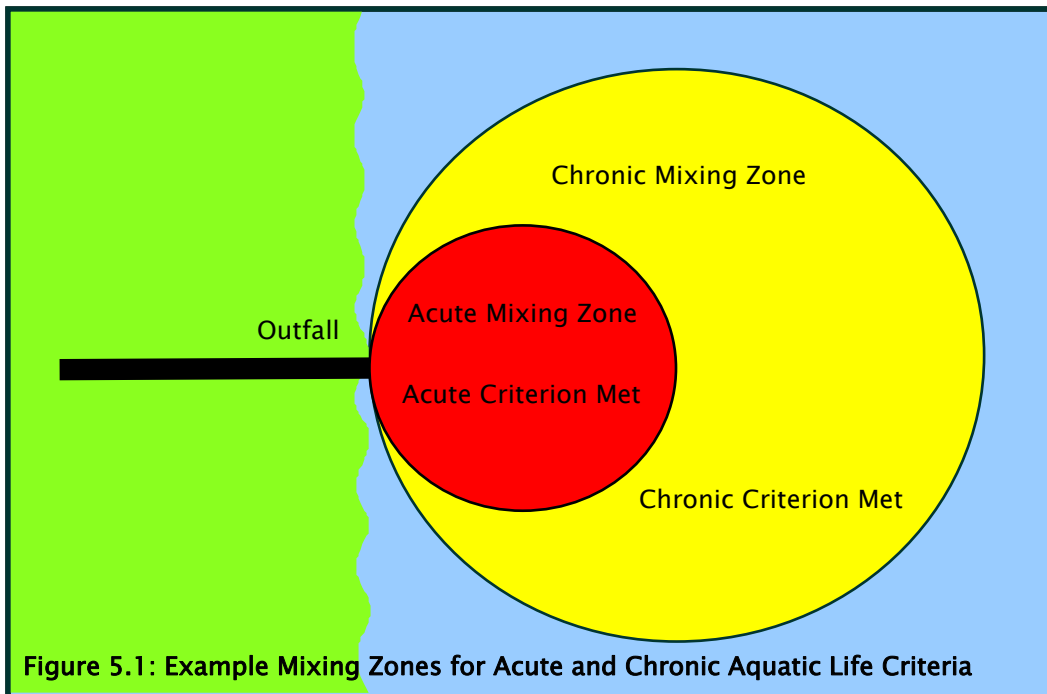 Chronic Mixing Zone
Acute Mixing Zone
Outfall
Acute Criterion Met
Chronic Criterion Met
Figure 5.1: Example Mixing Zones for Acute and Chronic Aquatic Life Criteria